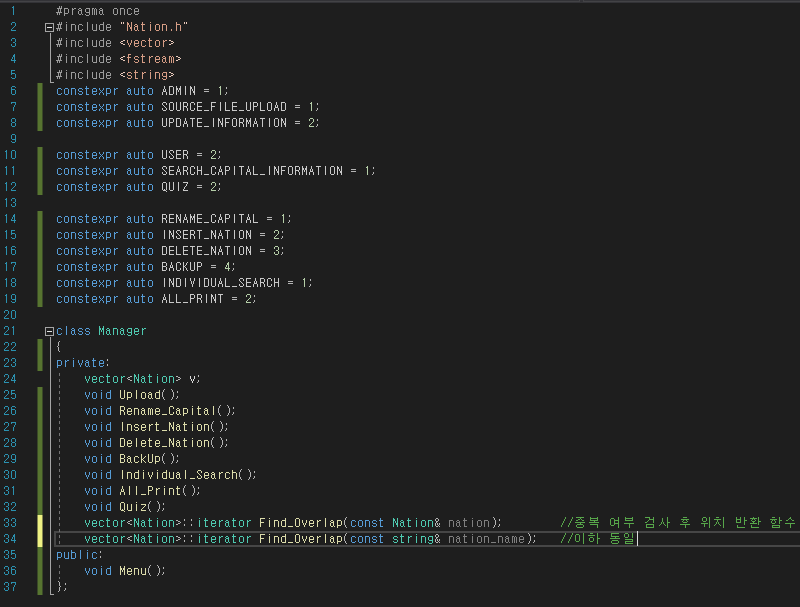 1 #pragma once
2 #include "Nation.h"
3 #include <vector>
4 #include <fstream>
5 #include <string>
6 constexpr auto ADMIN = 1;
7 constexpr auto SOURCE_FILE_UPLOAD = 1;
8 constexpr auto UPDATE_INFORMATION = 2;
9
10 constexpr auto USER = 2;
11 constexpr auto SEARCH_CAPITAL_INFORMATION = 1;
12 constexpr auto QUIZ = 2;
13
14 constexpr auto RENAME_CAPITAL = 1;
15 constexpr auto INSERT_NATION = 2;
16 constexpr auto DELETE_NATION = 3;
17 constexpr auto BACKUP = 4;
18 constexpr auto INDIVIDUAL_SEARCH = 1;
19 constexpr auto ALL_PRINT = 2;
20
21 class Manager
22 {
23 private:
24 vector<Nation> v;
25 void Upload();
26 void Rename_Capital();
27 void Insert_Nation();
28 void Delete_Nation();
29 void BackUp();
30 void Individual_Search();
31 void All_Print();
32 void Quiz();
33 vector<Nation>::iterator Find_Overlap(const Nation& nation); //중복 여부 검사 후 위치 반환 함수
34 vector<Nation>::iterator Find_Overlap(const string& nation_name); //이하 동일
35 public:
36 void Menu();
37 };